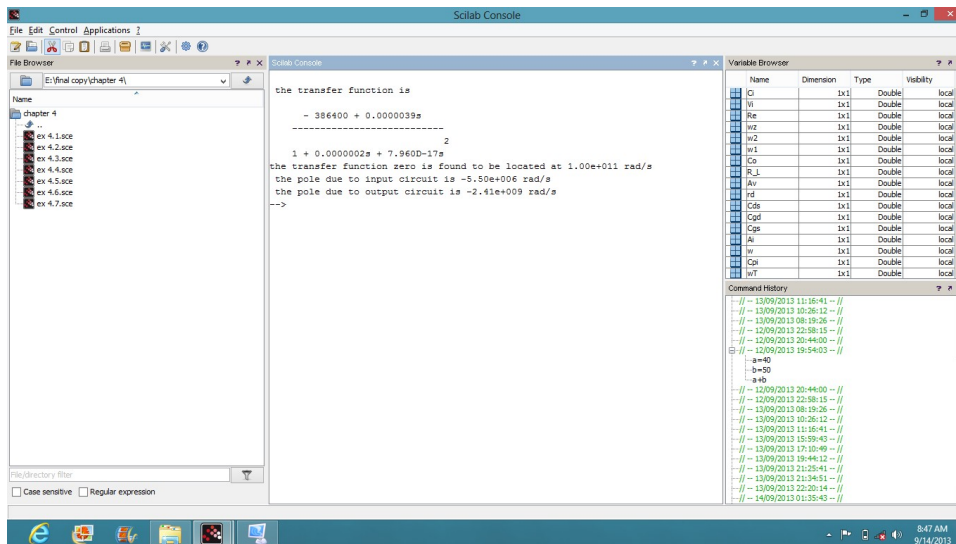 Scilab Console
File Edit Control Applications ?
File Browser
E:\final copy\chapter 4\
Name
chapter 4
..
ex 4.1.sce
ex 4.2.sce
ex 4.3.sce
ex 4.4.sce
ex 4.5.sce
ex 4.6.sce
ex 4.7.sce
File/directory filter
Case sensitive Regular expression
Scilab Console
the transfer function is
- 386400 + 0.0000039s
---------------------------
2
1 + 0.0000002s + 7.960D-17s
the transfer function zero is found to be located at 1.00e+011 rad/s
the pole due to input circuit is -5.50e+006 rad/s
the pole due to output circuit is -2.41e+009 rad/s
-->
Variable Browser
Name Dimension Type Visibility
Ci 1x1 Double local
Vi 1x1 Double local
Re 1x1 Double local
wz 1x1 Double local
w2 1x1 Double local
w1 1x1 Double local
Co 1x1 Double local
R_L 1x1 Double local
Av 1x1 Double local
rd 1x1 Double local
Cds 1x1 Double local
Cgd 1x1 Double local
Cgs 1x1 Double local
Ai 1x1 Double local
w 1x1 Double local
Cpi 1x1 Double local
wT 1x1 Double local
Command History
// -- 13/09/2013 11:16:41 -- //
// -- 13/09/2013 10:26:12 -- //
// -- 13/09/2013 08:19:26 -- //
// -- 12/09/2013 22:58:15 -- //
// -- 12/09/2013 20:44:00 -- //
// -- 12/09/2013 19:54:03 -- //
a=40
b=50
a+b
// -- 12/09/2013 20:44:00 -- //
// -- 12/09/2013 22:58:15 -- //
// -- 13/09/2013 08:19:26 -- //
// -- 13/09/2013 10:26:12 -- //
// -- 13/09/2013 11:16:41 -- //
// -- 13/09/2013 15:59:43 -- //
// -- 13/09/2013 17:10:49 -- //
// -- 13/09/2013 19:44:12 -- //
// -- 13/09/2013 21:25:41 -- //
// -- 13/09/2013 21:34:51 -- //
// -- 13/09/2013 22:20:14 -- //
// -- 14/09/2013 01:35:43 -- //
8:47 AM
9/14/2013